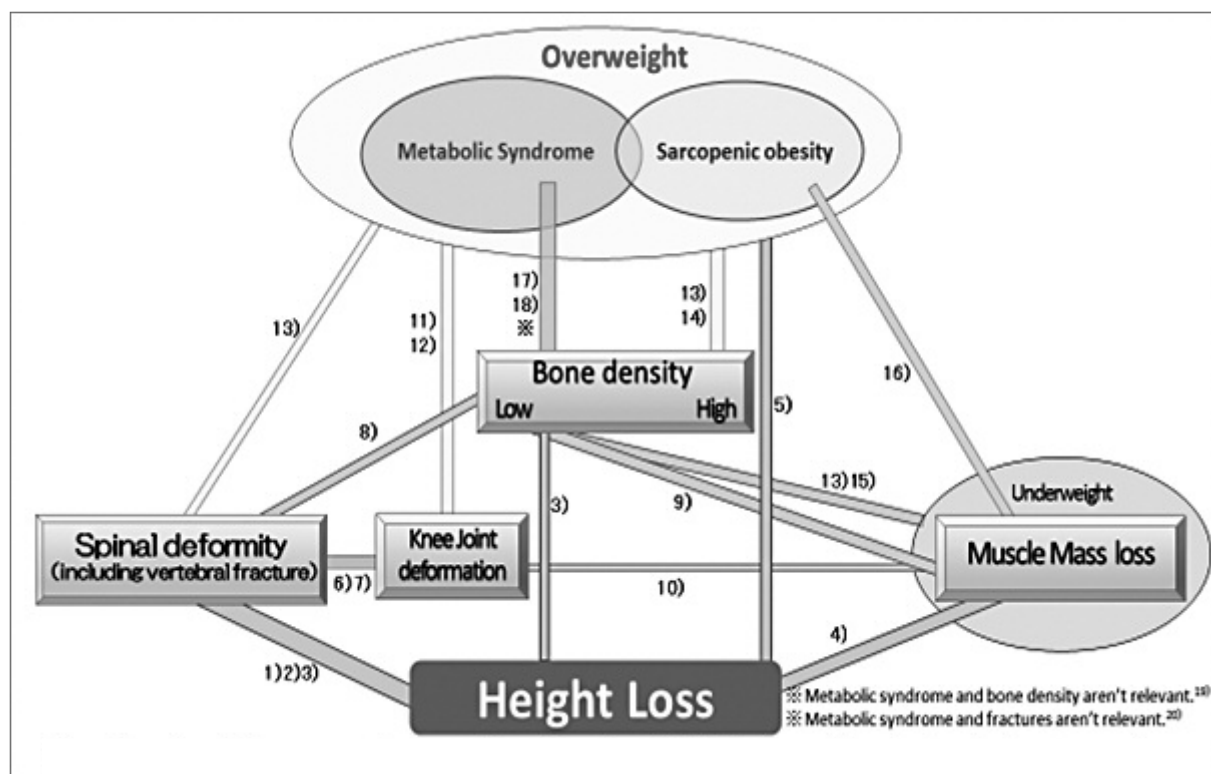 Overweight
Metabolic Syndrome
Sarcopenic obesity
17)
18)
※
13)
14)
13)
11)
12)
Bone density
Low
High
16)
5)
8)
3)
9)
13)15)
Underweight
Spinal deformity
(including vertebral fracture)
Knee Joint
deformation
Muscle Mass loss
6)7)
10)
4)
1)2)3)
Height Loss
※ Metabolic syndrome and bone density aren't relevant.19)
※ Metabolic syndrome and fractures aren't relevant.20)